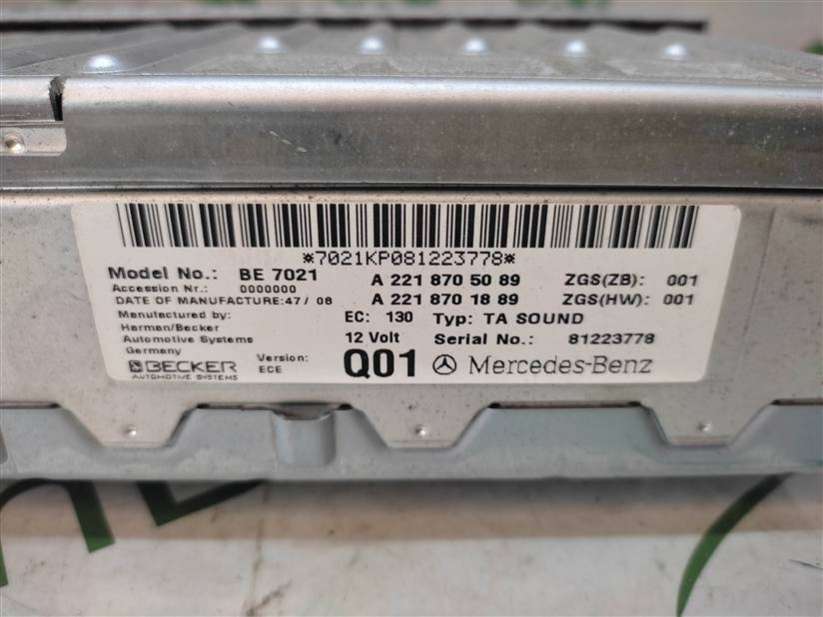 *7021KP081223778*
Model No.: BE 7021 A 221 870 50 89 ZGS(ZB): 001
Accession Nr.: 0000000 A 221 870 18 89 ZGS(HW): 001
DATE OF MANUFACTURE: 47 / 08
Manufactured by: EC: 130 Typ: TA SOUND
Harman/Becker
Automotive Systems 12 Volt Serial No.: 81223778
Germany
Version: Q01 Mercedes-Benz
BECKER ECE
AUTOMOTIVE SYSTEMS